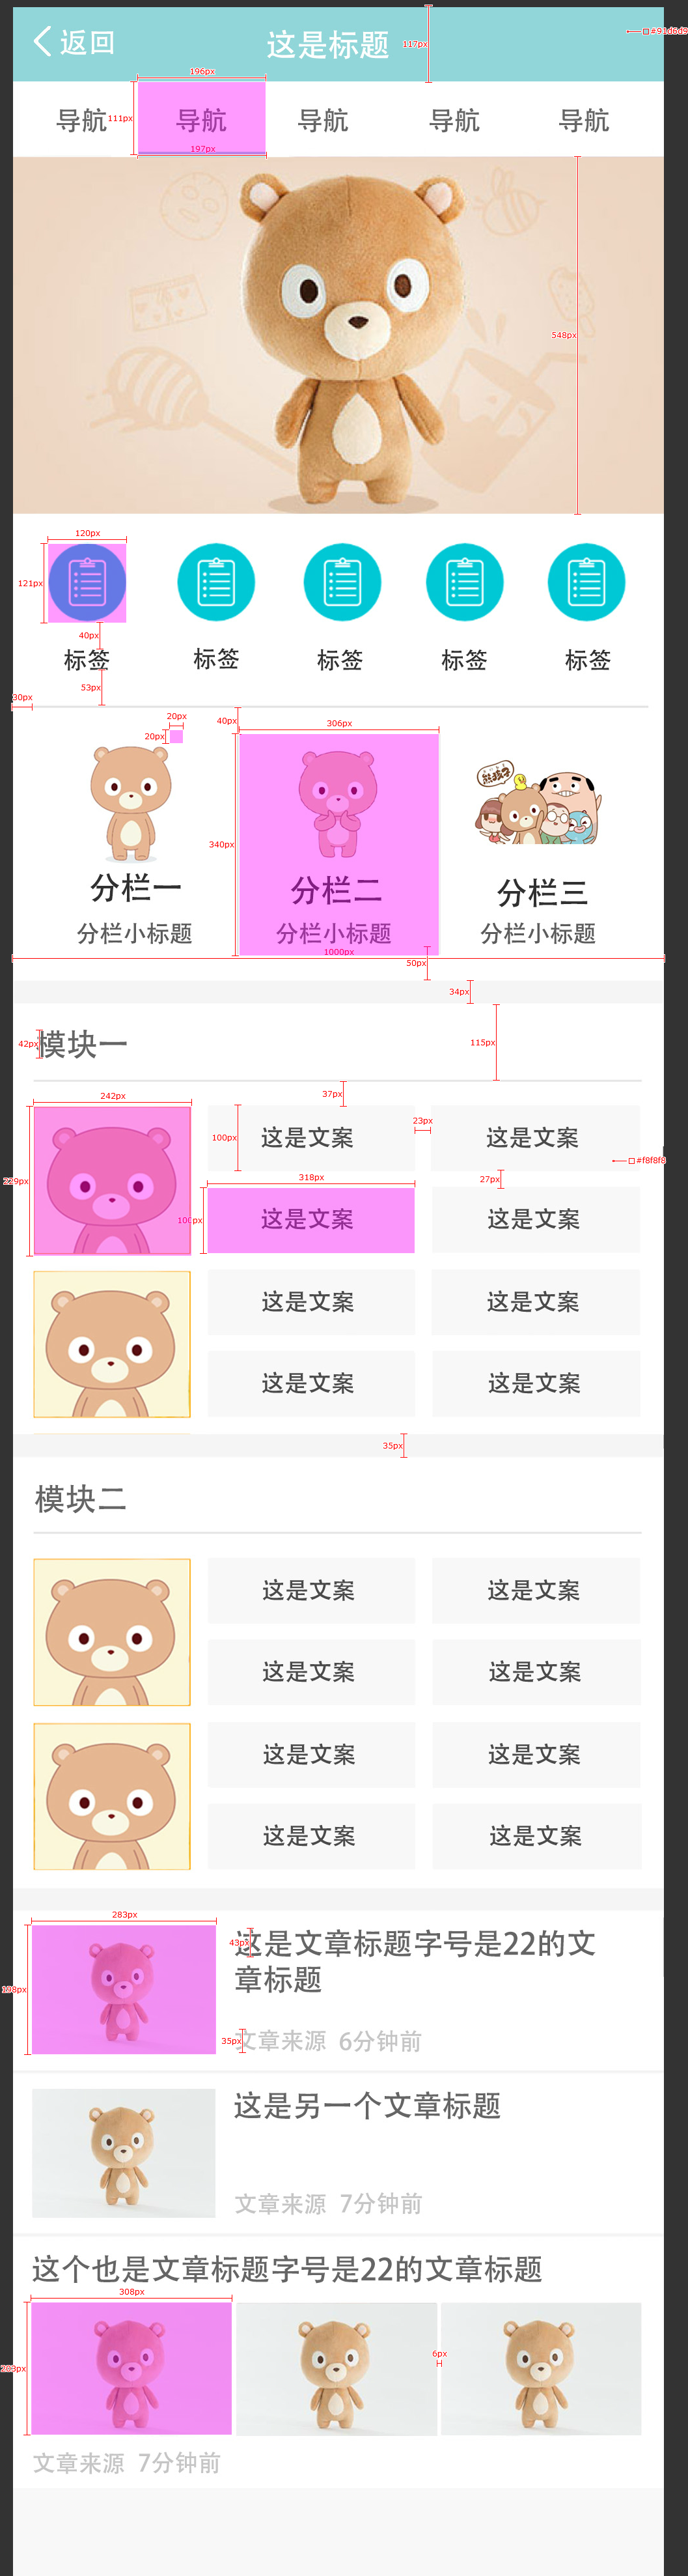 返回
这是标题
117px
#91d6d9
196px
导航
111px
导航
导航
导航
导航
197px
548px
120px
121px
40px
标签
标签
标签
标签
标签
53px
30px
20px
40px
306px
20px
熊孩子
340px
分栏一
分栏二
分栏三
分栏小标题
分栏小标题
分栏小标题
1000px
50px
34px
42px
模块一
115px
37px
242px
23px
100px
这是文案
这是文案
#f8f8f8
229px
318px
27px
100px
这是文案
这是文案
这是文案
这是文案
这是文案
这是文案
35px
模块二
这是文案
这是文案
这是文案
这是文案
这是文案
这是文案
这是文案
这是文案
283px
43px
这是文章标题字号是22的文
章标题
198px
35px
文章来源 6分钟前
这是另一个文章标题
文章来源 7分钟前
这个也是文章标题字号是22的文章标题
308px
6px
203px
文章来源 7分钟前